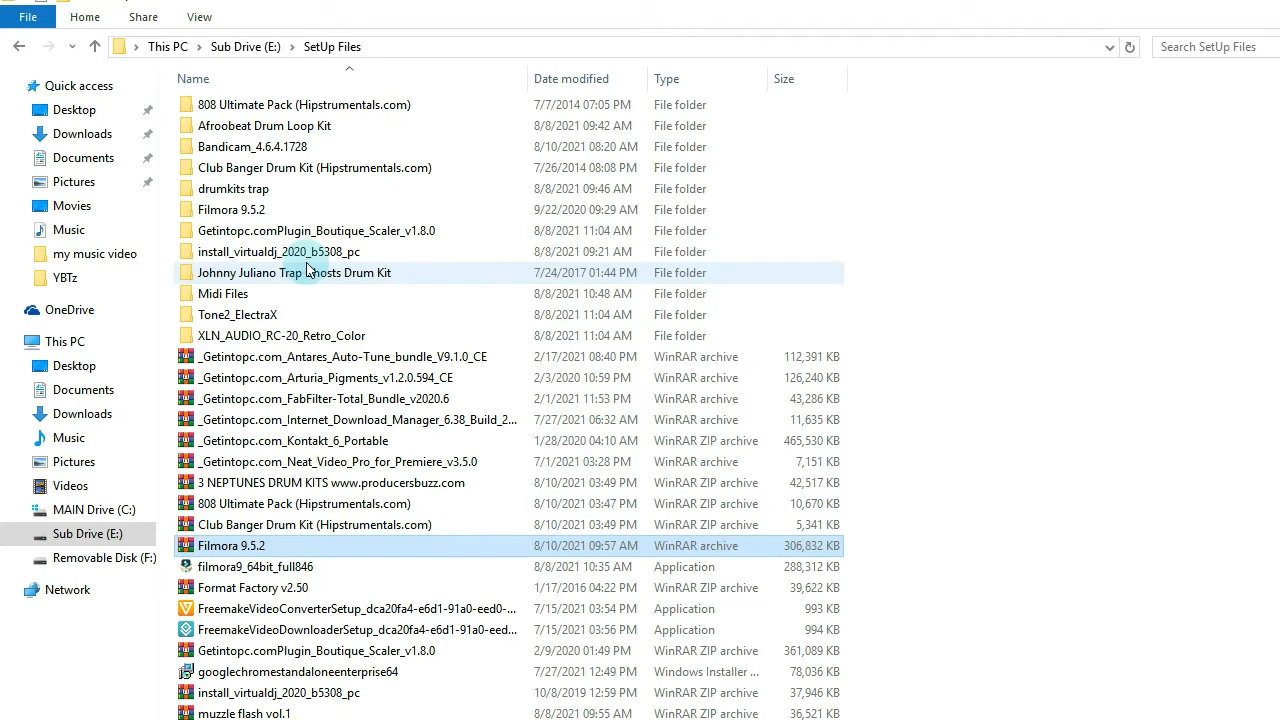 File Home Share View
This PC > Sub Drive (E:) > SetUp Files Search SetUp Files
Name Date modified Type Size
Quick access
Desktop
Downloads
Documents
Pictures
Movies
Music
my music video
YBTz
OneDrive
This PC
Desktop
Documents
Downloads
Music
Pictures
Videos
MAIN Drive (C:)
Sub Drive (E:)
Removable Disk (F:)
Network
808 Ultimate Pack (Hipstrumentals.com) 7/7/2014 07:05 PM File folder
Afroobeat Drum Loop Kit 8/8/2021 09:42 AM File folder
Bandicam_4.6.4.1728 8/10/2021 08:20 AM File folder
Club Banger Drum Kit (Hipstrumentals.com) 7/26/2014 08:08 PM File folder
drumkits trap 8/8/2021 09:46 AM File folder
Filmora 9.5.2 9/22/2020 09:29 AM File folder
Getintopc.comPlugin_Boutique_Scaler_v1.8.0 8/8/2021 11:04 AM File folder
install_virtualdj_2020_b5308_pc 8/8/2021 09:21 AM File folder
Johnny Juliano Trap Ghosts Drum Kit 7/24/2017 01:44 PM File folder
Midi Files 8/8/2021 10:48 AM File folder
Tone2_ElectraX 8/8/2021 11:04 AM File folder
XLN_AUDIO_RC-20_Retro_Color 8/8/2021 11:04 AM File folder
_Getintopc.com_Antares_Auto-Tune_bundle_V9.1.0_CE 2/17/2021 08:40 PM WinRAR archive 112,391 KB
_Getintopc.com_Arturia_Pigments_v1.2.0.594_CE 2/3/2020 10:59 PM WinRAR archive 126,240 KB
_Getintopc.com_FabFilter-Total_Bundle_v2020.6 2/1/2021 11:53 PM WinRAR archive 43,286 KB
_Getintopc.com_Internet_Download_Manager_6.38_Build_2... 7/27/2021 06:32 AM WinRAR archive 11,635 KB
_Getintopc.com_Kontakt_6_Portable 1/28/2020 04:10 AM WinRAR ZIP archive 465,530 KB
_Getintopc.com_Neat_Video_Pro_for_Premiere_v3.5.0 7/1/2021 03:28 PM WinRAR ZIP archive 7,151 KB
3 NEPTUNES DRUM KITS www.producersbuzz.com 8/10/2021 03:49 PM WinRAR ZIP archive 42,517 KB
808 Ultimate Pack (Hipstrumentals.com) 8/10/2021 03:47 PM WinRAR ZIP archive 10,670 KB
Club Banger Drum Kit (Hipstrumentals.com) 8/10/2021 03:49 PM WinRAR ZIP archive 5,341 KB
Filmora 9.5.2 8/10/2021 09:57 AM WinRAR archive 306,832 KB
filmora9_64bit_full846 8/8/2021 10:35 AM Application 288,312 KB
Format Factory v2.50 1/17/2016 04:22 PM WinRAR ZIP archive 39,622 KB
FreemakeVideoConverterSetup_dca20fa4-e6d1-91a0-eed0-... 7/15/2021 03:54 PM Application 993 KB
FreemakeVideoDownloaderSetup_dca20fa4-e6d1-91a0-eed... 7/15/2021 03:56 PM Application 994 KB
Getintopc.comPlugin_Boutique_Scaler_v1.8.0 2/9/2020 01:49 PM WinRAR ZIP archive 361,089 KB
googlechromestandaloneenterprise64 7/27/2021 12:49 PM Windows Installer ... 78,036 KB
install_virtualdj_2020_b5308_pc 10/8/2019 12:59 PM WinRAR ZIP archive 37,946 KB
muzzle flash vol.1 8/8/2021 09:55 AM WinRAR ZIP archive 36,521 KB